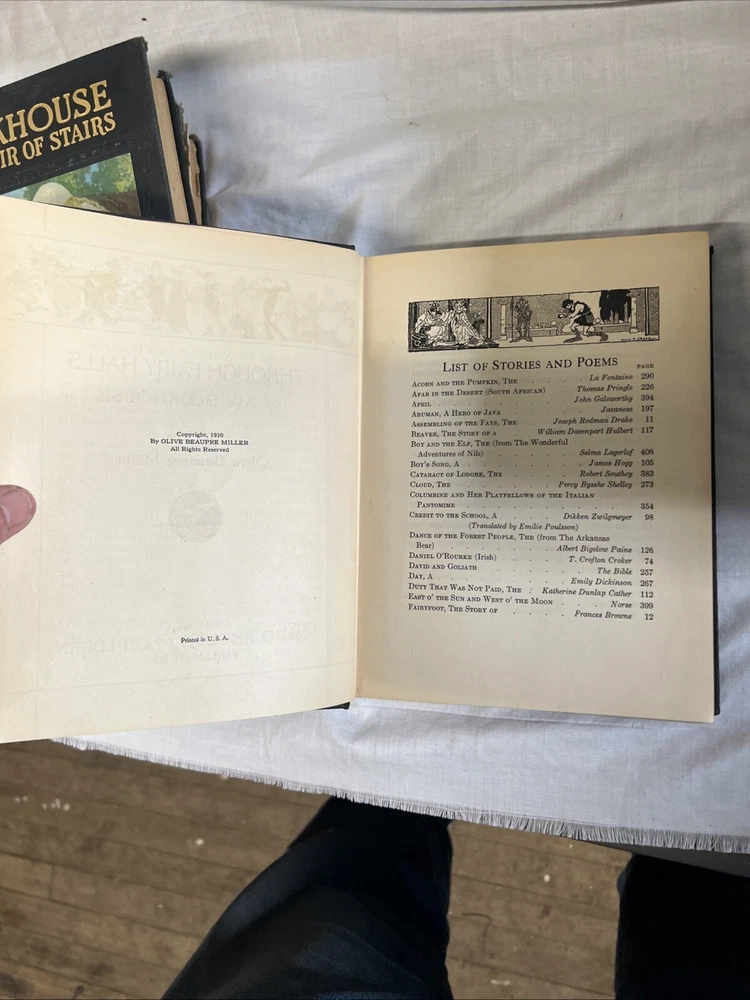 KHOUSE
IR OF STAIRS
THROUGH FAIRY HALLS
Copyright, 1920
By OLIVE BEAUPRE MILLER
All Rights Reserved
Printed in U. S. A.
LIST OF STORIES AND POEMS
PAGE
ACORN AND THE PUMPKIN, THE . . . . La Fontaine 290
AFAR IN THE DESERT (SOUTH AFRICAN) Thomas Pringle 226
APRIL . . . . . . . John Galsworthy 394
ARUMAN, A HERO OF JAVA . . . . . Javanese 197
ASSEMBLING OF THE FAYS, THE . Joseph Rodman Drake 11
BEAVER, THE STORY OF A . William Davenport Hulbert 117
BOY AND THE ELF, THE (from The Wonderful
Adventures of Nils) . . . . . Selma Lagerlof 408
BOY'S SONG, A . . . . . . James Hogg 105
CATARACT OF LODORE, THE . . . . Robert Southey 383
CLOUD, THE . . . . . Percy Bysshe Shelley 273
COLUMBINE AND HER PLAYFELLOWS OF THE ITALIAN
PANTOMIME . . . . . . . . 354
CREDIT TO THE SCHOOL, A . . . Dikken Zwilgmeyer 98
(Translated by Emilie Poulsson)
DANCE OF THE FOREST PEOPLE, THE (from The Arkansas
Bear) . . . . . . Albert Bigelow Paine 126
DANIEL O'ROURKE (Irish) . . . T. Crofton Croker 74
DAVID AND GOLIATH . . . . . . The Bible 257
DAY, A . . . . . . . Emily Dickinson 267
DUTY THAT WAS NOT PAID, THE . Katherine Dunlap Cather 112
EAST O' THE SUN AND WEST O' THE MOON . . . Norse 399
FAIRYFOOT, THE STORY OF . . . . Frances Browne 12